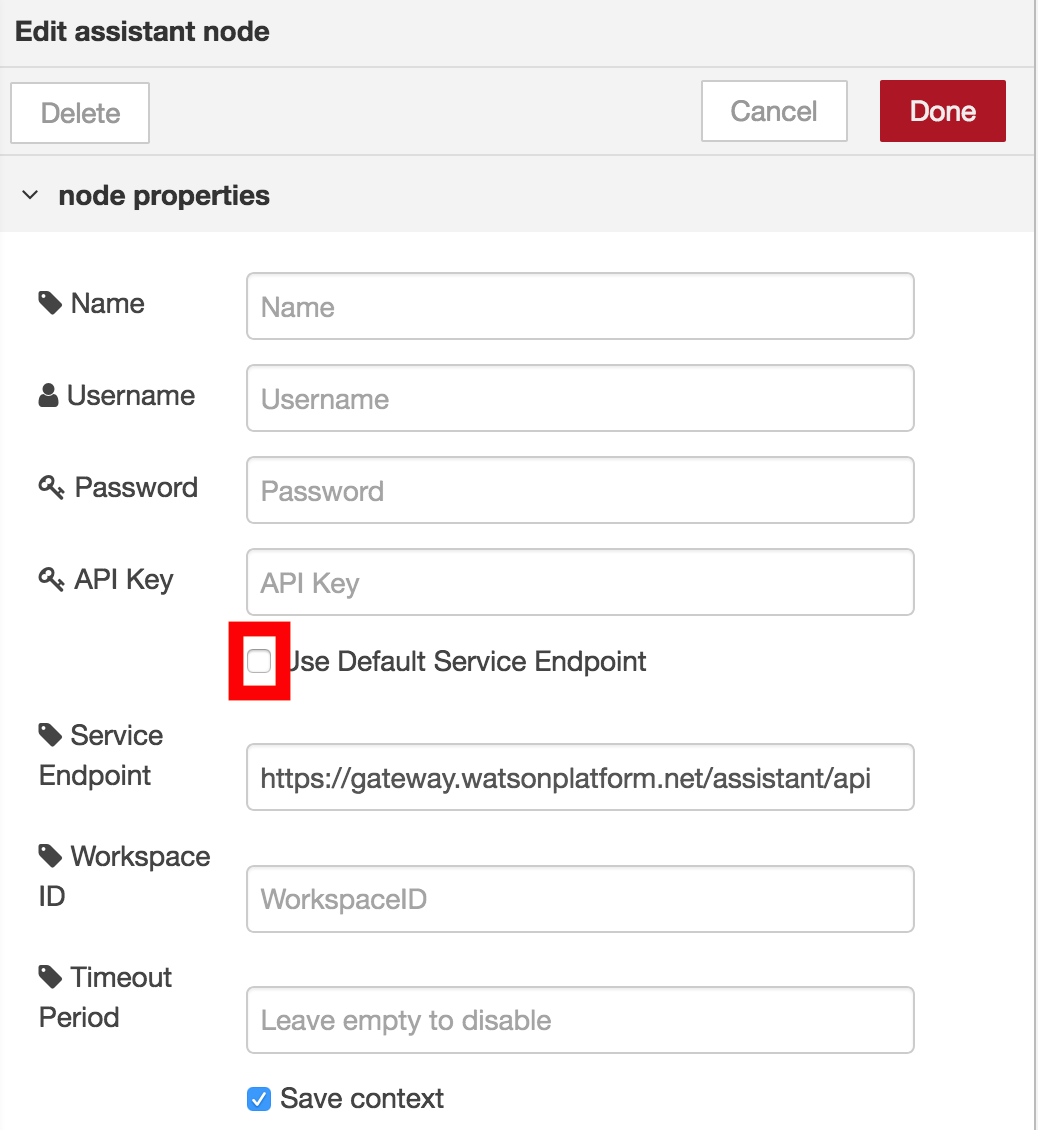 Edit assistant node
Delete Cancel Done
node properties
Name Name
Username Username
Password Password
API Key API Key
Use Default Service Endpoint
Service
Endpoint https://gateway.watsonplatform.net/assistant/api
Workspace
ID WorkspaceID
Timeout
Period Leave empty to disable
Save context